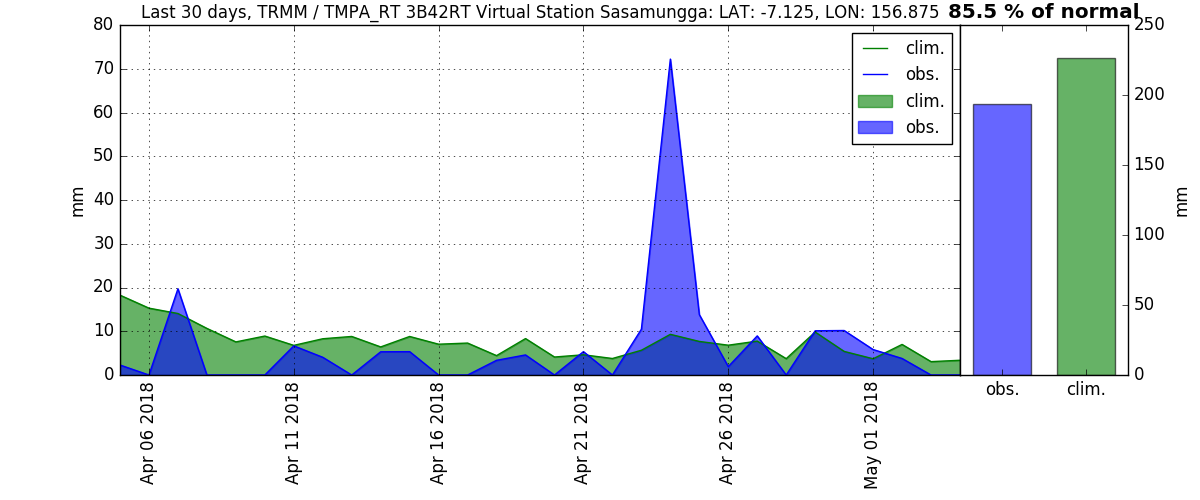 Last 30 days, TRMM / TMPA_RT 3B42RT Virtual Station Sasamungga: LAT: -7.125, LON: 156.875
85.5 % of normal
80
70
60
50
40
30
20
10
0
mm
clim.
obs.
clim.
obs.
250
200
150
100
50
0
mm
Apr 06 2018
Apr 11 2018
Apr 16 2018
Apr 21 2018
Apr 26 2018
May 01 2018
obs.
clim.